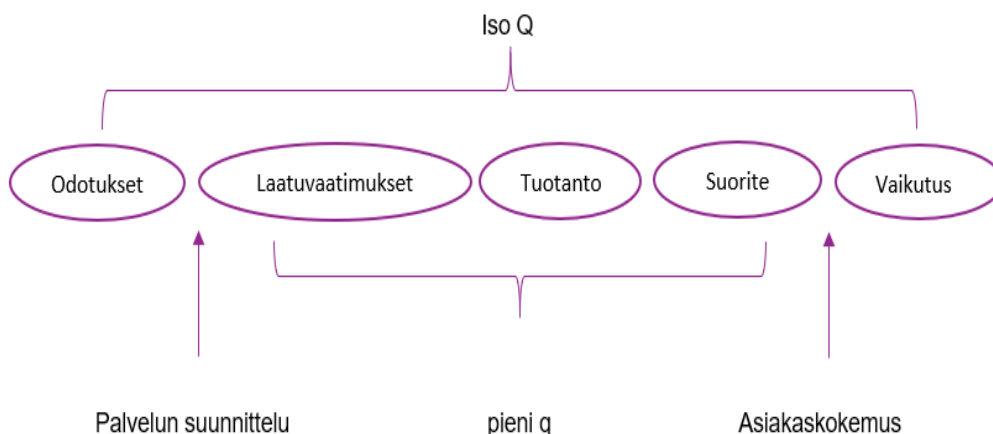 Iso Q
Odotukset
Laatuvaatimukset
Tuotanto
Suorite
Vaikutus
Palvelun suunnittelu
pieni q
Asiakaskokemus